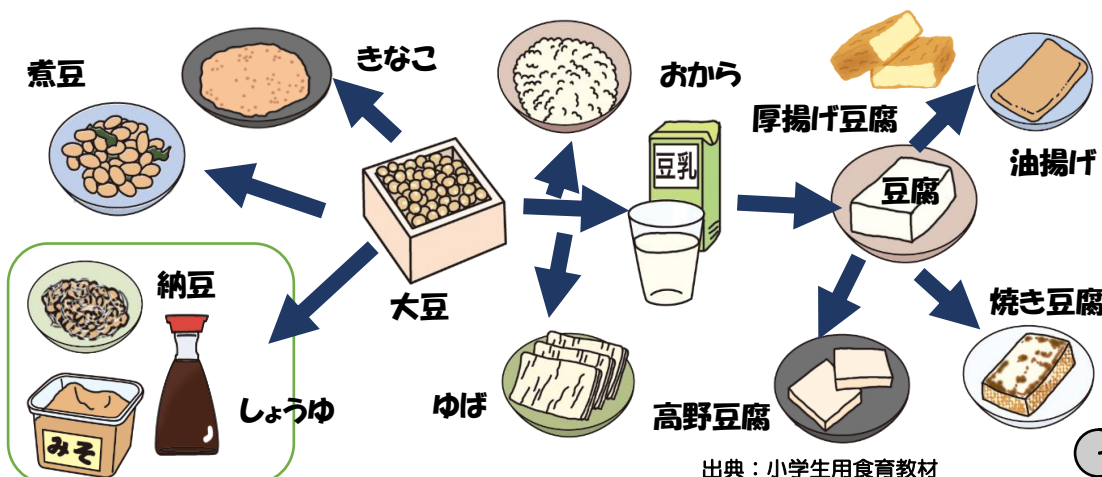 煮豆
きなこ
おから
厚揚げ豆腐
油揚げ
豆乳
豆腐
大豆
納豆
しょうゆ
みそ
ゆば
高野豆腐
焼き豆腐
出典：小学生用食育教材